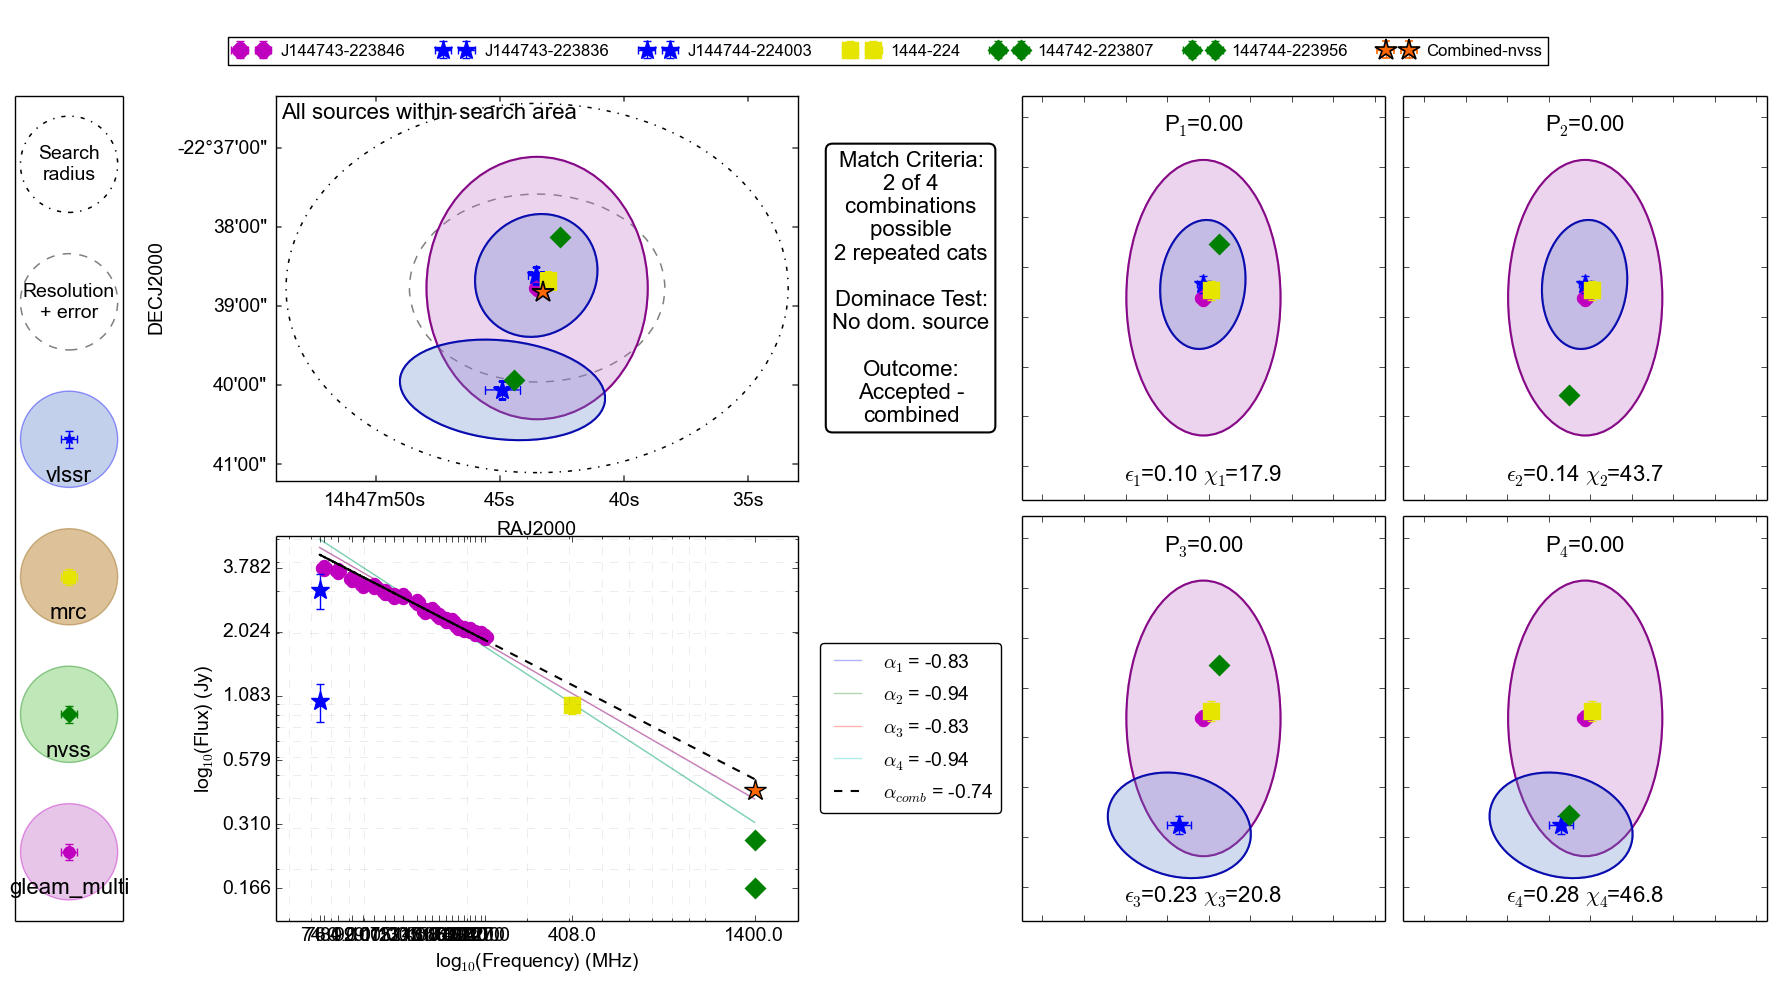 J144743-223846 J144743-223836 J144744-224003 1444-224 144742-223807 144744-223956 Combined-nvss
Search
radius
Resolution
+ error
vlssr
mrc
nvss
gleam_multi
All sources within search area
DECJ2000
-22°37'00"
38'00"
39'00"
40'00"
41'00"
14h47m50s 45s 40s 35s
RAJ2000
Match Criteria:
2 of 4
combinations
possible
2 repeated cats
Dominace Test:
No dom. source
Outcome:
Accepted -
combined
log10(Flux) (Jy)
3.782
2.024
1.083
0.579
0.310
0.166
408.0 1400.0
log10(Frequency) (MHz)
α1 = -0.83
α2 = -0.94
α3 = -0.83
α4 = -0.94
αcomb = -0.74
P1=0.00
ϵ1=0.10 χ1=17.9
P2=0.00
ϵ2=0.14 χ2=43.7
P3=0.00
ϵ3=0.23 χ3=20.8
P4=0.00
ϵ4=0.28 χ4=46.8